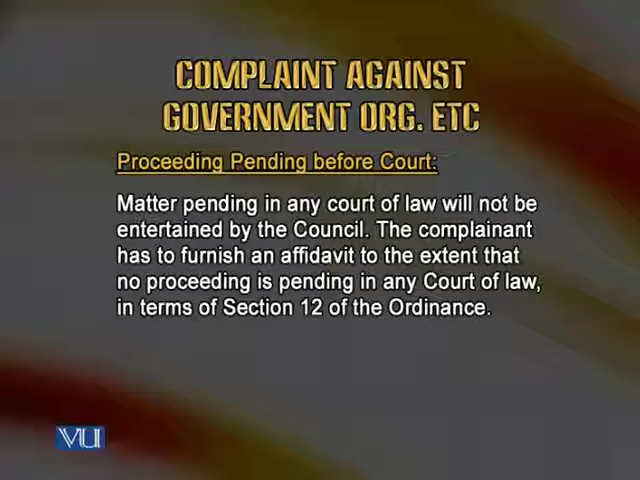 COMPLAINT AGAINST
GOVERNMENT ORG. ETC
Proceeding Pending before Court:
Matter pending in any court of law will not be
entertained by the Council. The complainant
has to furnish an affidavit to the extent that
no proceeding is pending in any Court of law,
in terms of Section 12 of the Ordinance.
VU